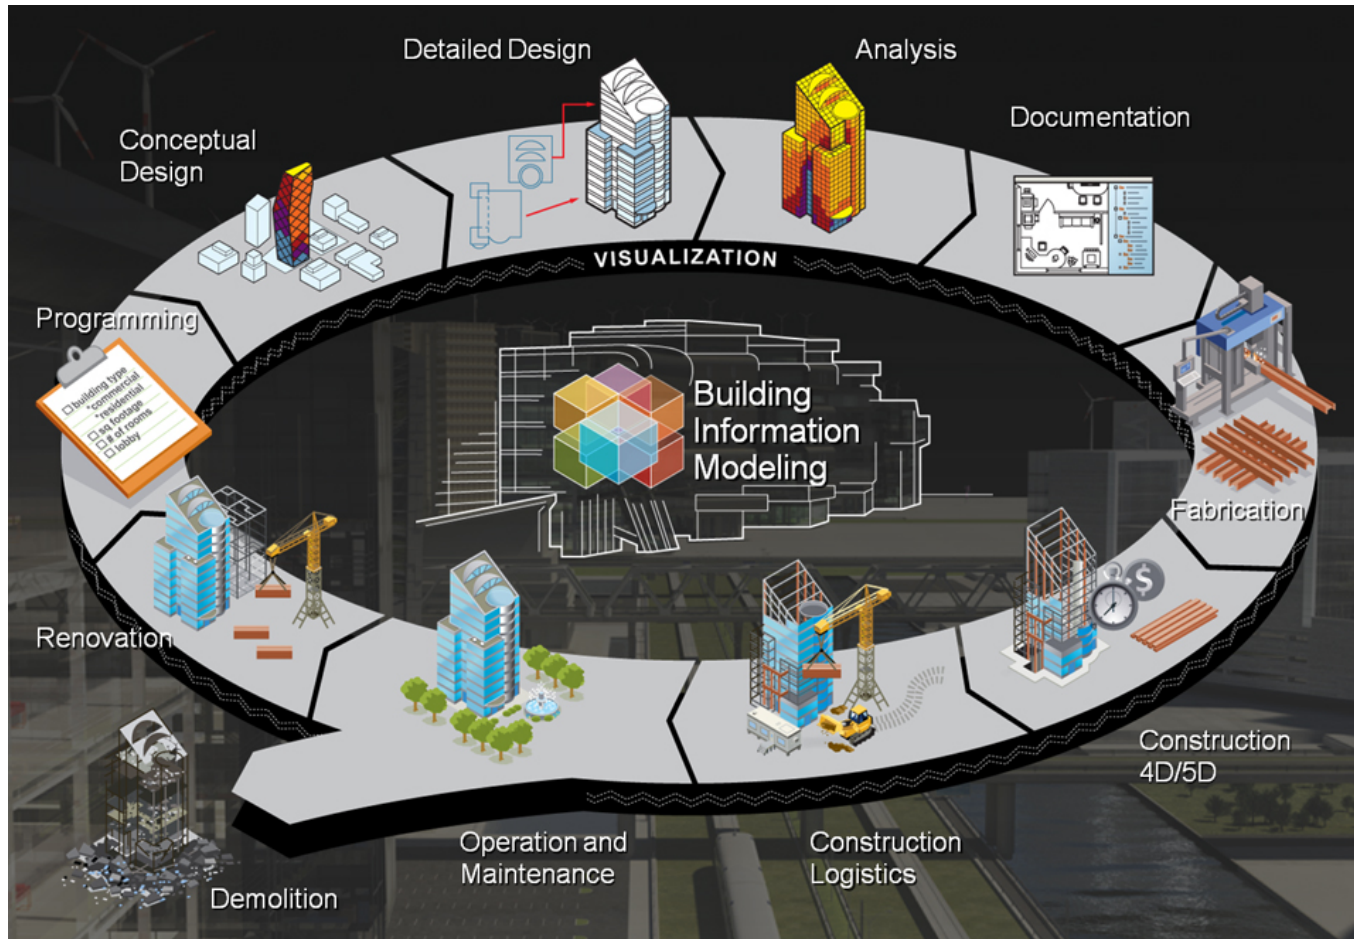 Detailed Design
Analysis
Documentation
Conceptual
Design
VISUALIZATION
Programming
building type
*commercial
*residential
sq footage
# of rooms
lobby
Building
Information
Modeling
Fabrication
$
Renovation
Construction
4D/5D
Operation and
Maintenance
Construction
Logistics
Demolition